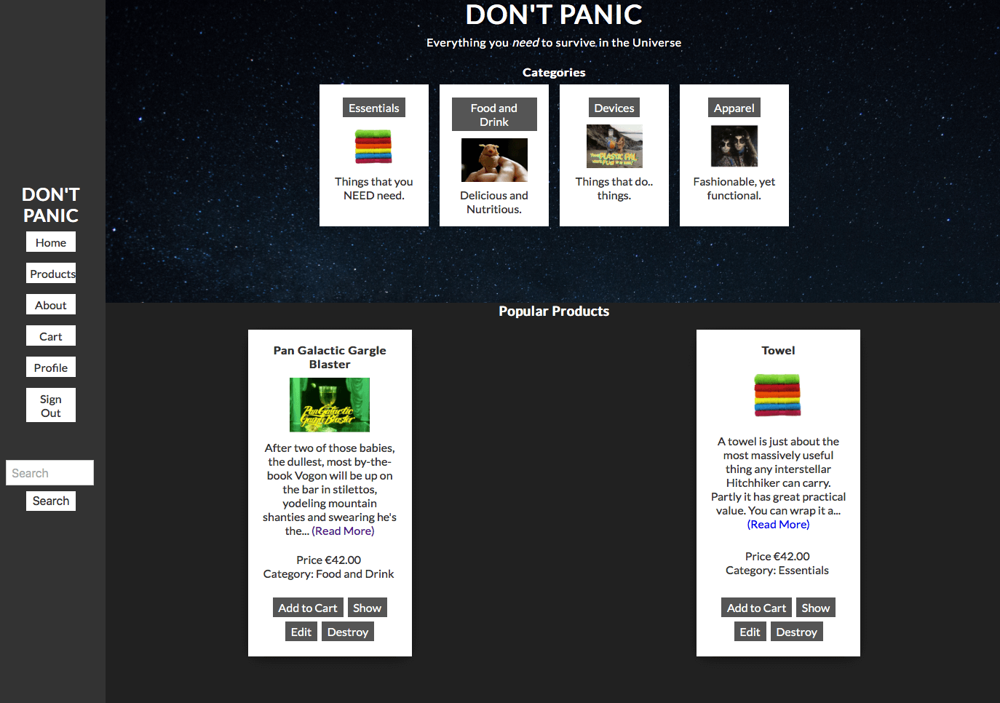 DON'T PANIC
Everything you need to survive in the Universe
Categories
Essentials
Things that you
NEED need.
Food and
Drink
Delicious and
Nutritious.
Devices
PLASTIC PAL
Things that do..
things.
Apparel
Fashionable, yet
functional.
DON'T
PANIC
Home
Products
About
Cart
Profile
Sign
Out
Search
Search
Popular Products
Pan Galactic Gargle
Blaster
Pan Galactic
Gargle Blaster
After two of those babies,
the dullest, most by-the-
book Vogon will be up on
the bar in stilettos,
yodeling mountain
shanties and swearing he's
the... (Read More)
Price €42.00
Category: Food and Drink
Add to Cart Show
Edit Destroy
Towel
A towel is just about the
most massively useful
thing any interstellar
Hitchhiker can carry.
Partly it has great practical
value. You can wrap it a...
(Read More)
Price €42.00
Category: Essentials
Add to Cart Show
Edit Destroy